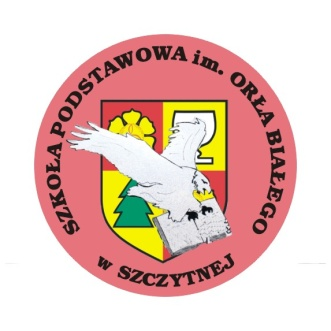 SZKOŁA PODSTAWOWA im. ORŁA BIAŁEGO
w SZCZYTNEJ